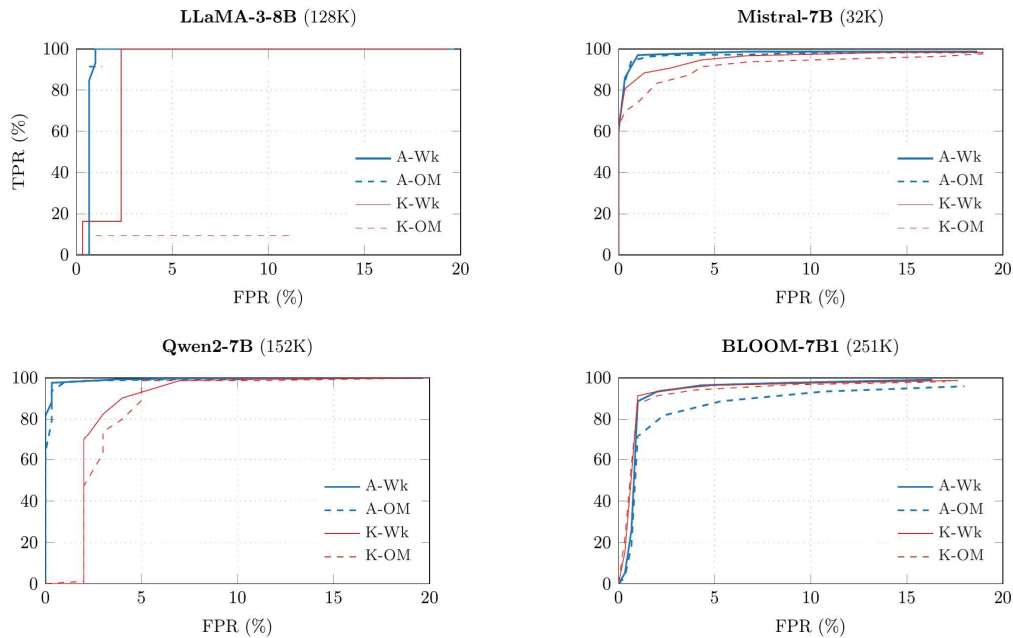 LLaMA-3-8B (128K)
TPR (%)
100
80
60
40
20
0
0 5 10 15 20
FPR (%)
A-Wk
A-OM
K-Wk
K-OM
Mistral-7B (32K)
100
80
60
40
20
0
0 5 10 15 20
FPR (%)
A-Wk
A-OM
K-Wk
K-OM
Qwen2-7B (152K)
100
80
60
40
20
0
0 5 10 15 20
FPR (%)
A-Wk
A-OM
K-Wk
K-OM
BLOOM-7B1 (251K)
100
80
60
40
20
0
0 5 10 15 20
FPR (%)
A-Wk
A-OM
K-Wk
K-OM